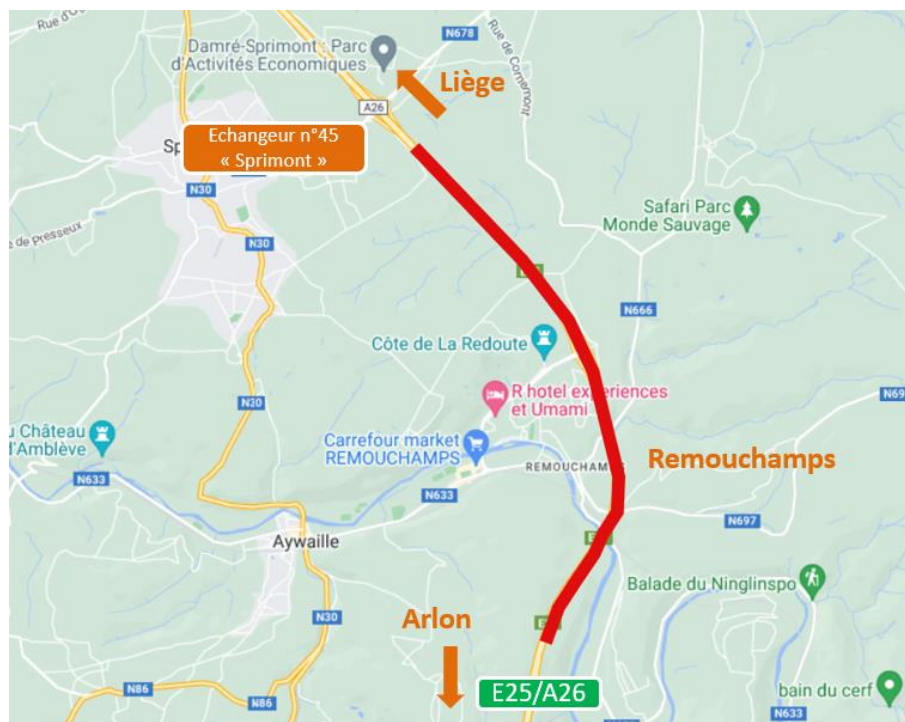 Rue d'O
N678
Rue de Cornemont
Damré-Sprimont : Parc
d'Activités Economiques
Liège
A26
Echangeur n°45
« Sprimont »
Sp
N30
N30
e de Presseux
N30
Safari Parc
Monde Sauvage
N666
Côte de La Redoute
R hotel experiences
et Umami
N30
N69
u Château
d'Amblève
Carrefour market
REMOUCHAMPS
REMOUCHAMPS
Remouchamps
N633
N633
N697
Aywaille
Balade du Ninglinspo
Arlon
N30
E25/A26
N86
N86
bain du cerf
N633